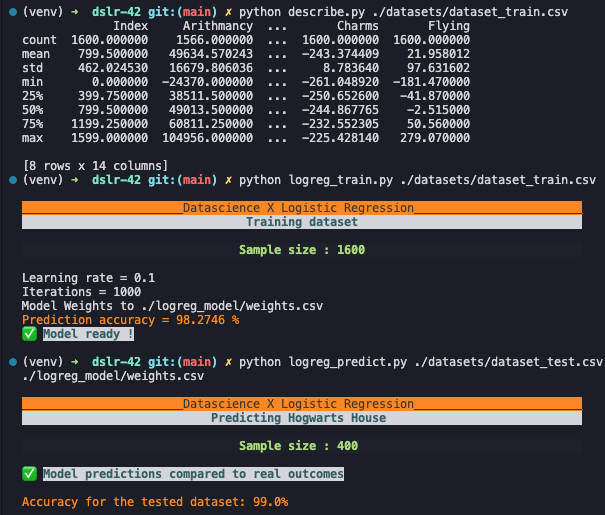 (venv) → dslr-42 git:(main) ✗ python describe.py ./datasets/dataset_train.csv
Index Arithmancy ... Charms Flying
count 1600.000000 1566.000000 ... 1600.000000 1600.000000
mean 799.500000 49634.570243 ... -243.374409 21.958012
std 462.024530 16679.806036 ... 8.783640 97.631602
min 0.000000 -24370.000000 ... -261.048920 -181.470000
25% 399.750000 38511.500000 ... -250.652600 -41.870000
50% 799.500000 49013.500000 ... -244.867765 -2.515000
75% 1199.250000 60811.250000 ... -232.552305 50.560000
max 1599.000000 104956.000000 ... -225.428140 279.070000
[8 rows x 14 columns]
(venv) → dslr-42 git:(main) ✗ python logreg_train.py ./datasets/dataset_train.csv
Datascience X Logistic Regression
Training dataset
Sample size : 1600
Learning rate = 0.1
Iterations = 1000
Model Weights to ./logreg_model/weights.csv
Prediction accuracy = 98.2746 %
✅ Model ready !
(venv) → dslr-42 git:(main) ✗ python logreg_predict.py ./datasets/dataset_test.csv
./logreg_model/weights.csv
Datascience X Logistic Regression
Predicting Hogwarts House
Sample size : 400
✅ Model predictions compared to real outcomes
Accuracy for the tested dataset: 99.0%